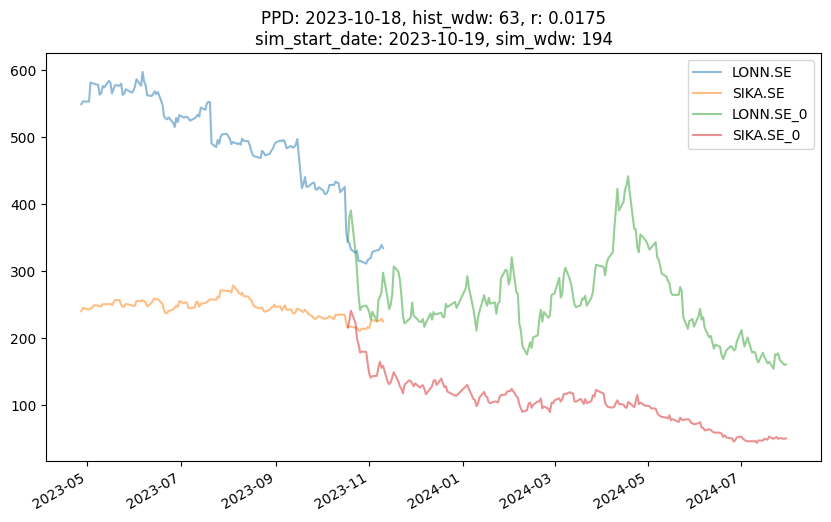 PPD: 2023-10-18, hist_wdw: 63, r: 0.0175
sim_start_date: 2023-10-19, sim_wdw: 194
LONN.SE
SIKA.SE
LONN.SE_0
SIKA.SE_0
600
500
400
300
200
100
2023-05
2023-07
2023-09
2023-11
2024-01
2024-03
2024-05
2024-07